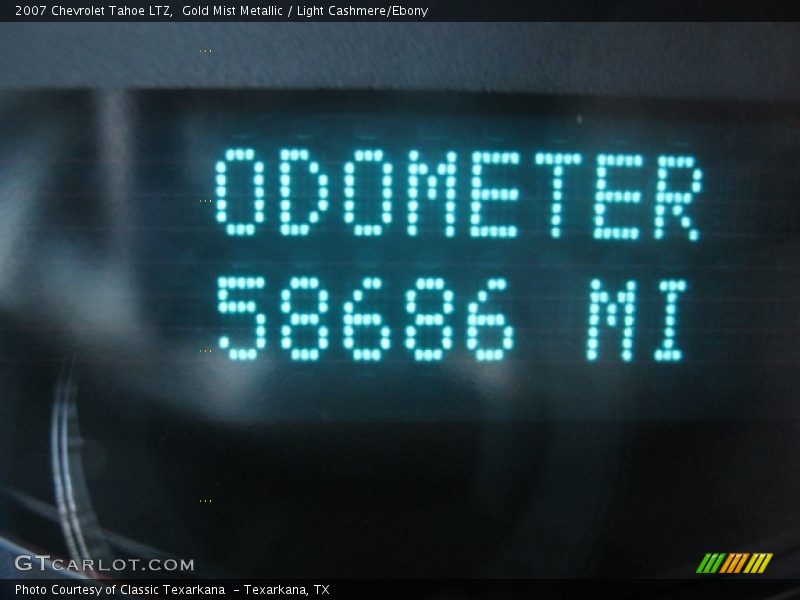 2007 Chevrolet Tahoe LTZ,  Gold Mist Metallic / Light Cashmere/Ebony
ODOMETER
58686 MI
GTCARLOT.COM
Photo Courtesy of Classic Texarkana  - Texarkana, TX